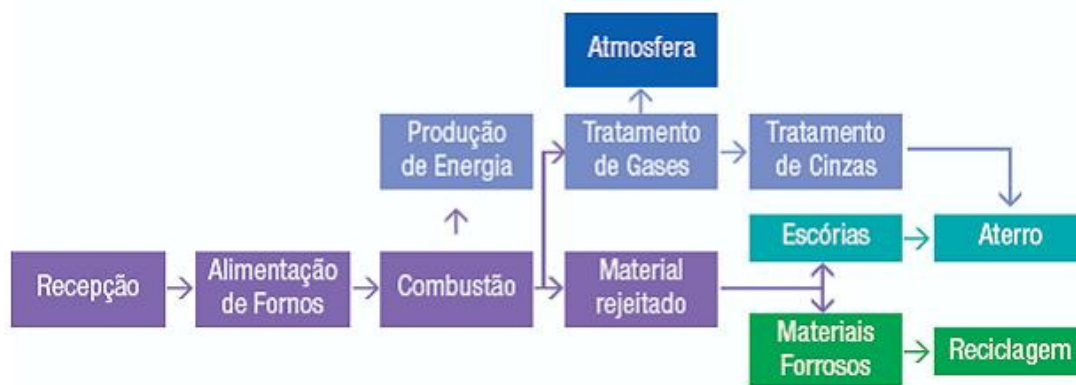 Atmosfera
Produção
de Energia
Tratamento
de Gases
Tratamento
de Cinzas
Escórias
Aterro
Recepção
Alimentação
de Fornos
Combustão
Material
rejeitado
Materiais
Forrosos
Reciclagem